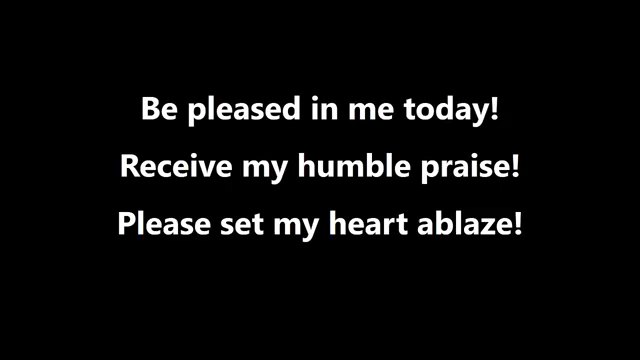 Be pleased in me today!
Receive my humble praise!
Please set my heart ablaze!